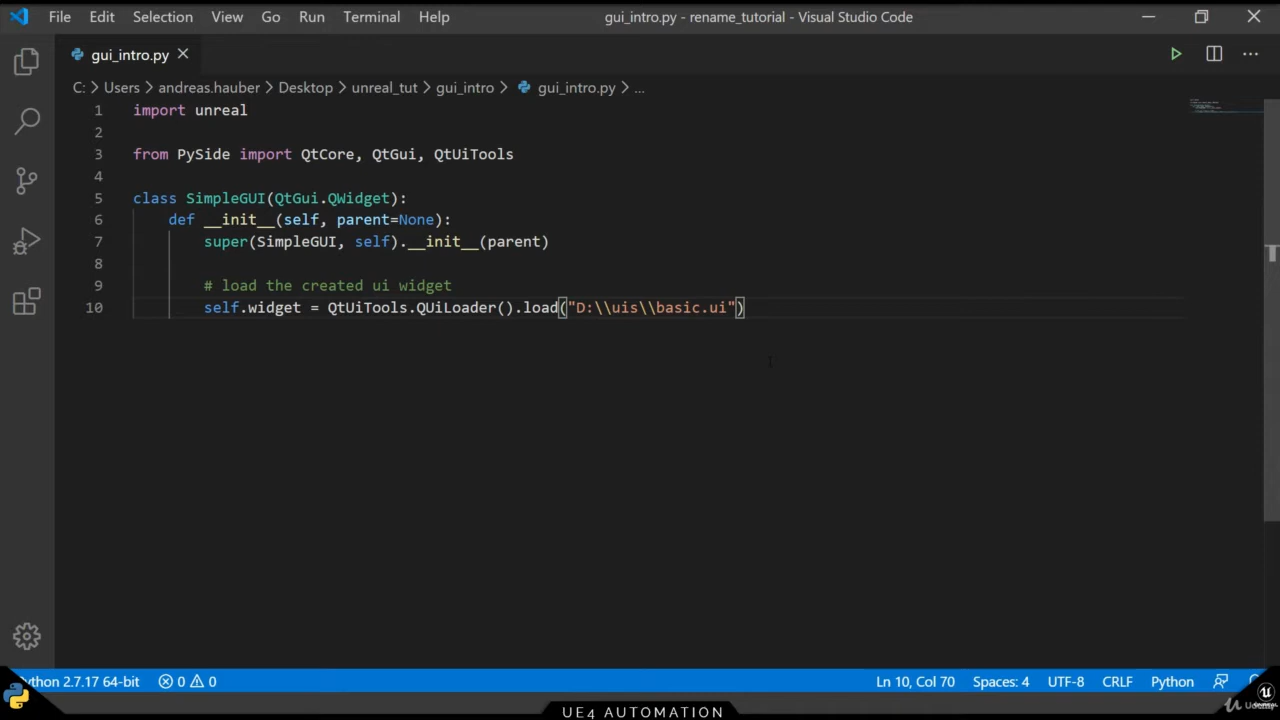 File Edit Selection View Go Run Terminal Help gui_intro.py - rename_tutorial - Visual Studio Code
gui_intro.py
C: > Users > andreas.hauber > Desktop > unreal_tut > gui_intro > gui_intro.py > ...
1 import unreal
2
3 from PySide import QtCore, QtGui, QtUiTools
4
5 class SimpleGUI(QtGui.QWidget):
6 def __init__(self, parent=None):
7 super(SimpleGUI, self).__init__(parent)
8
9 # load the created ui widget
10 self.widget = QtUiTools.QUiLoader().load("D:\\uis\\basic.ui")
ython 2.7.17 64-bit 0 0 Ln 10, Col 70 Spaces: 4 UTF-8 CRLF Python
UE4 AUTOMATION